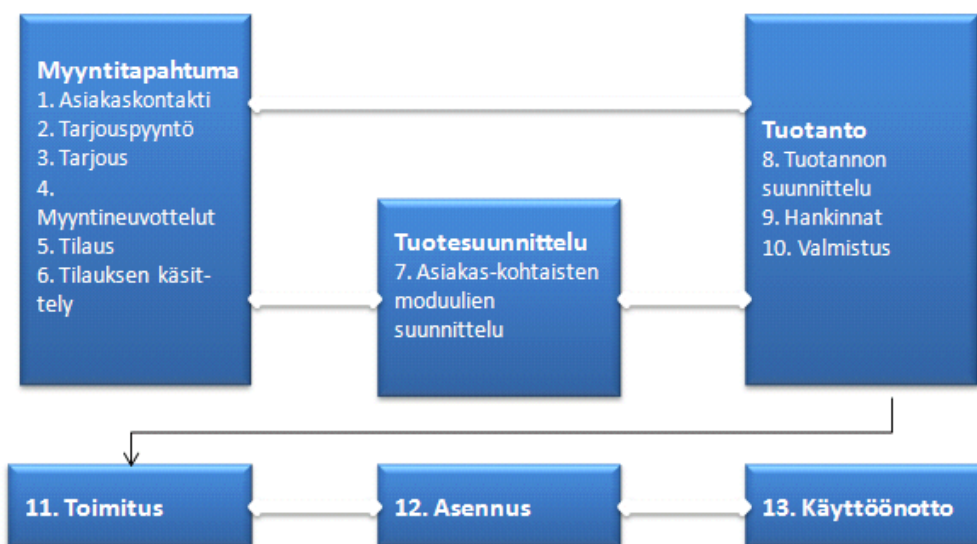 Myyntitapahtuma
1. Asiakaskontakti
2. Tarjouspyyntö
3. Tarjous
4.
Myyntineuvottelut
5. Tilaus
6. Tilauksen käsit-
tely
Tuotesuunnittelu
7. Asiakas-kohtaisten
moduulien
suunnittelu
Tuotanto
8. Tuotannon
suunnittelu
9. Hankinnat
10. Valmistus
11. Toimitus
12. Asennus
13. Käyttöönotto